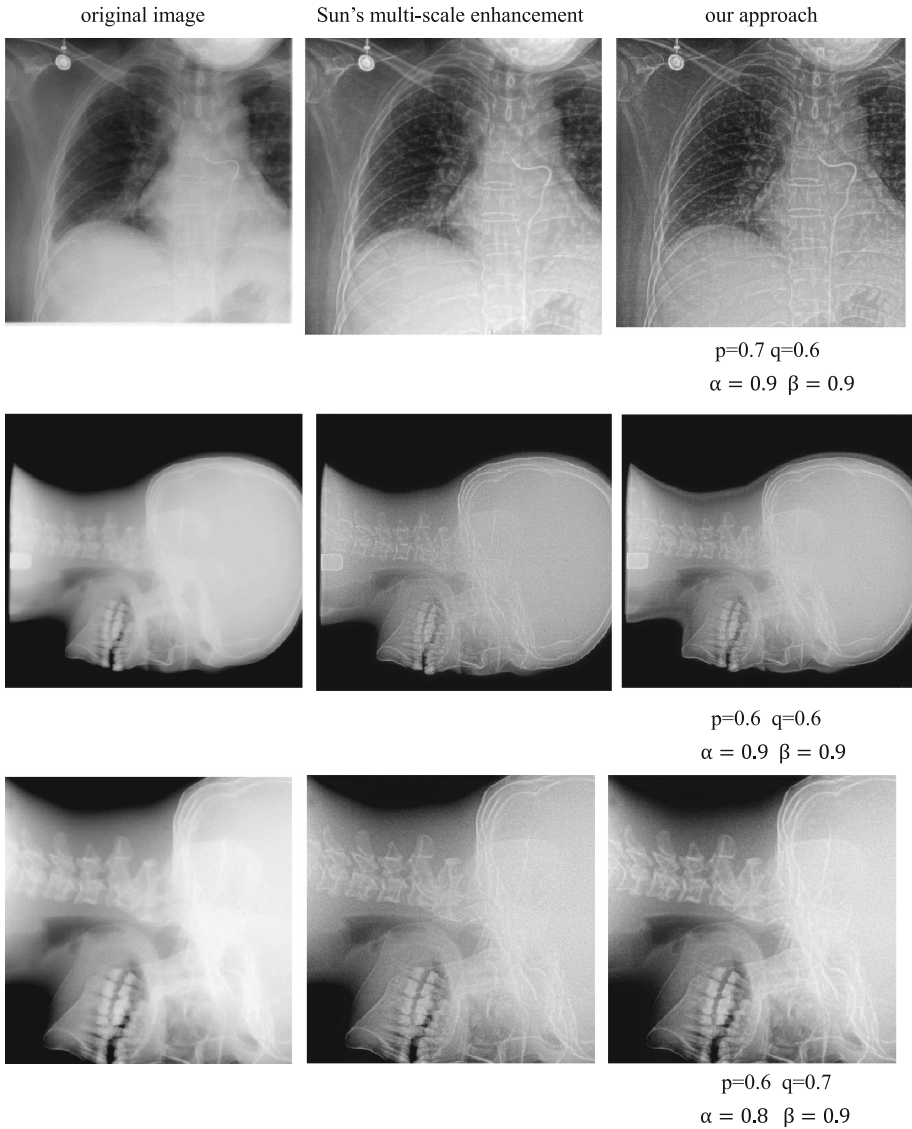 original image
Sun's multi-scale enhancement
our approach
p=0.7 q=0.6
α = 0.9 β = 0.9
p=0.6 q=0.6
α = 0.9 β = 0.9
p=0.6 q=0.7
α = 0.8 β = 0.9